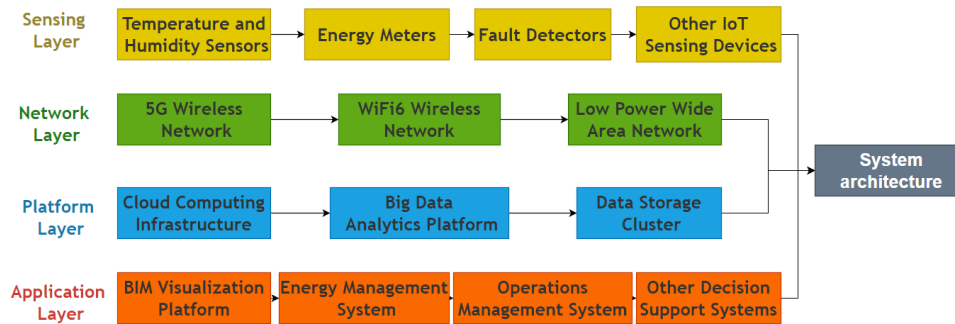 Sensing
Layer
Temperature and
Humidity Sensors
Energy Meters
Fault Detectors
Other IoT
Sensing Devices
Network
Layer
5G Wireless
Network
WiFi6 Wireless
Network
Low Power Wide
Area Network
System
architecture
Platform
Layer
Cloud Computing
Infrastructure
Big Data
Analytics Platform
Data Storage
Cluster
Application
Layer
BIM Visualization
Platform
Energy Management
System
Operations
Management System
Other Decision
Support Systems